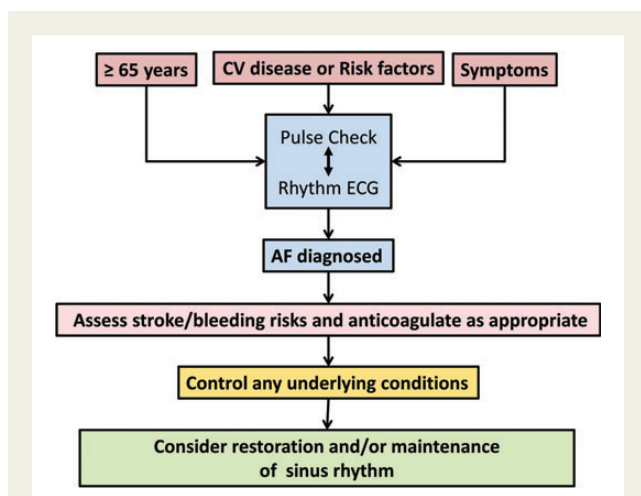 ≥ 65 years
CV disease or Risk factors
Symptoms
Pulse Check
Rhythm ECG
AF diagnosed
Assess stroke/bleeding risks and anticoagulate as appropriate
Control any underlying conditions
Consider restoration and/or maintenance
of sinus rhythm